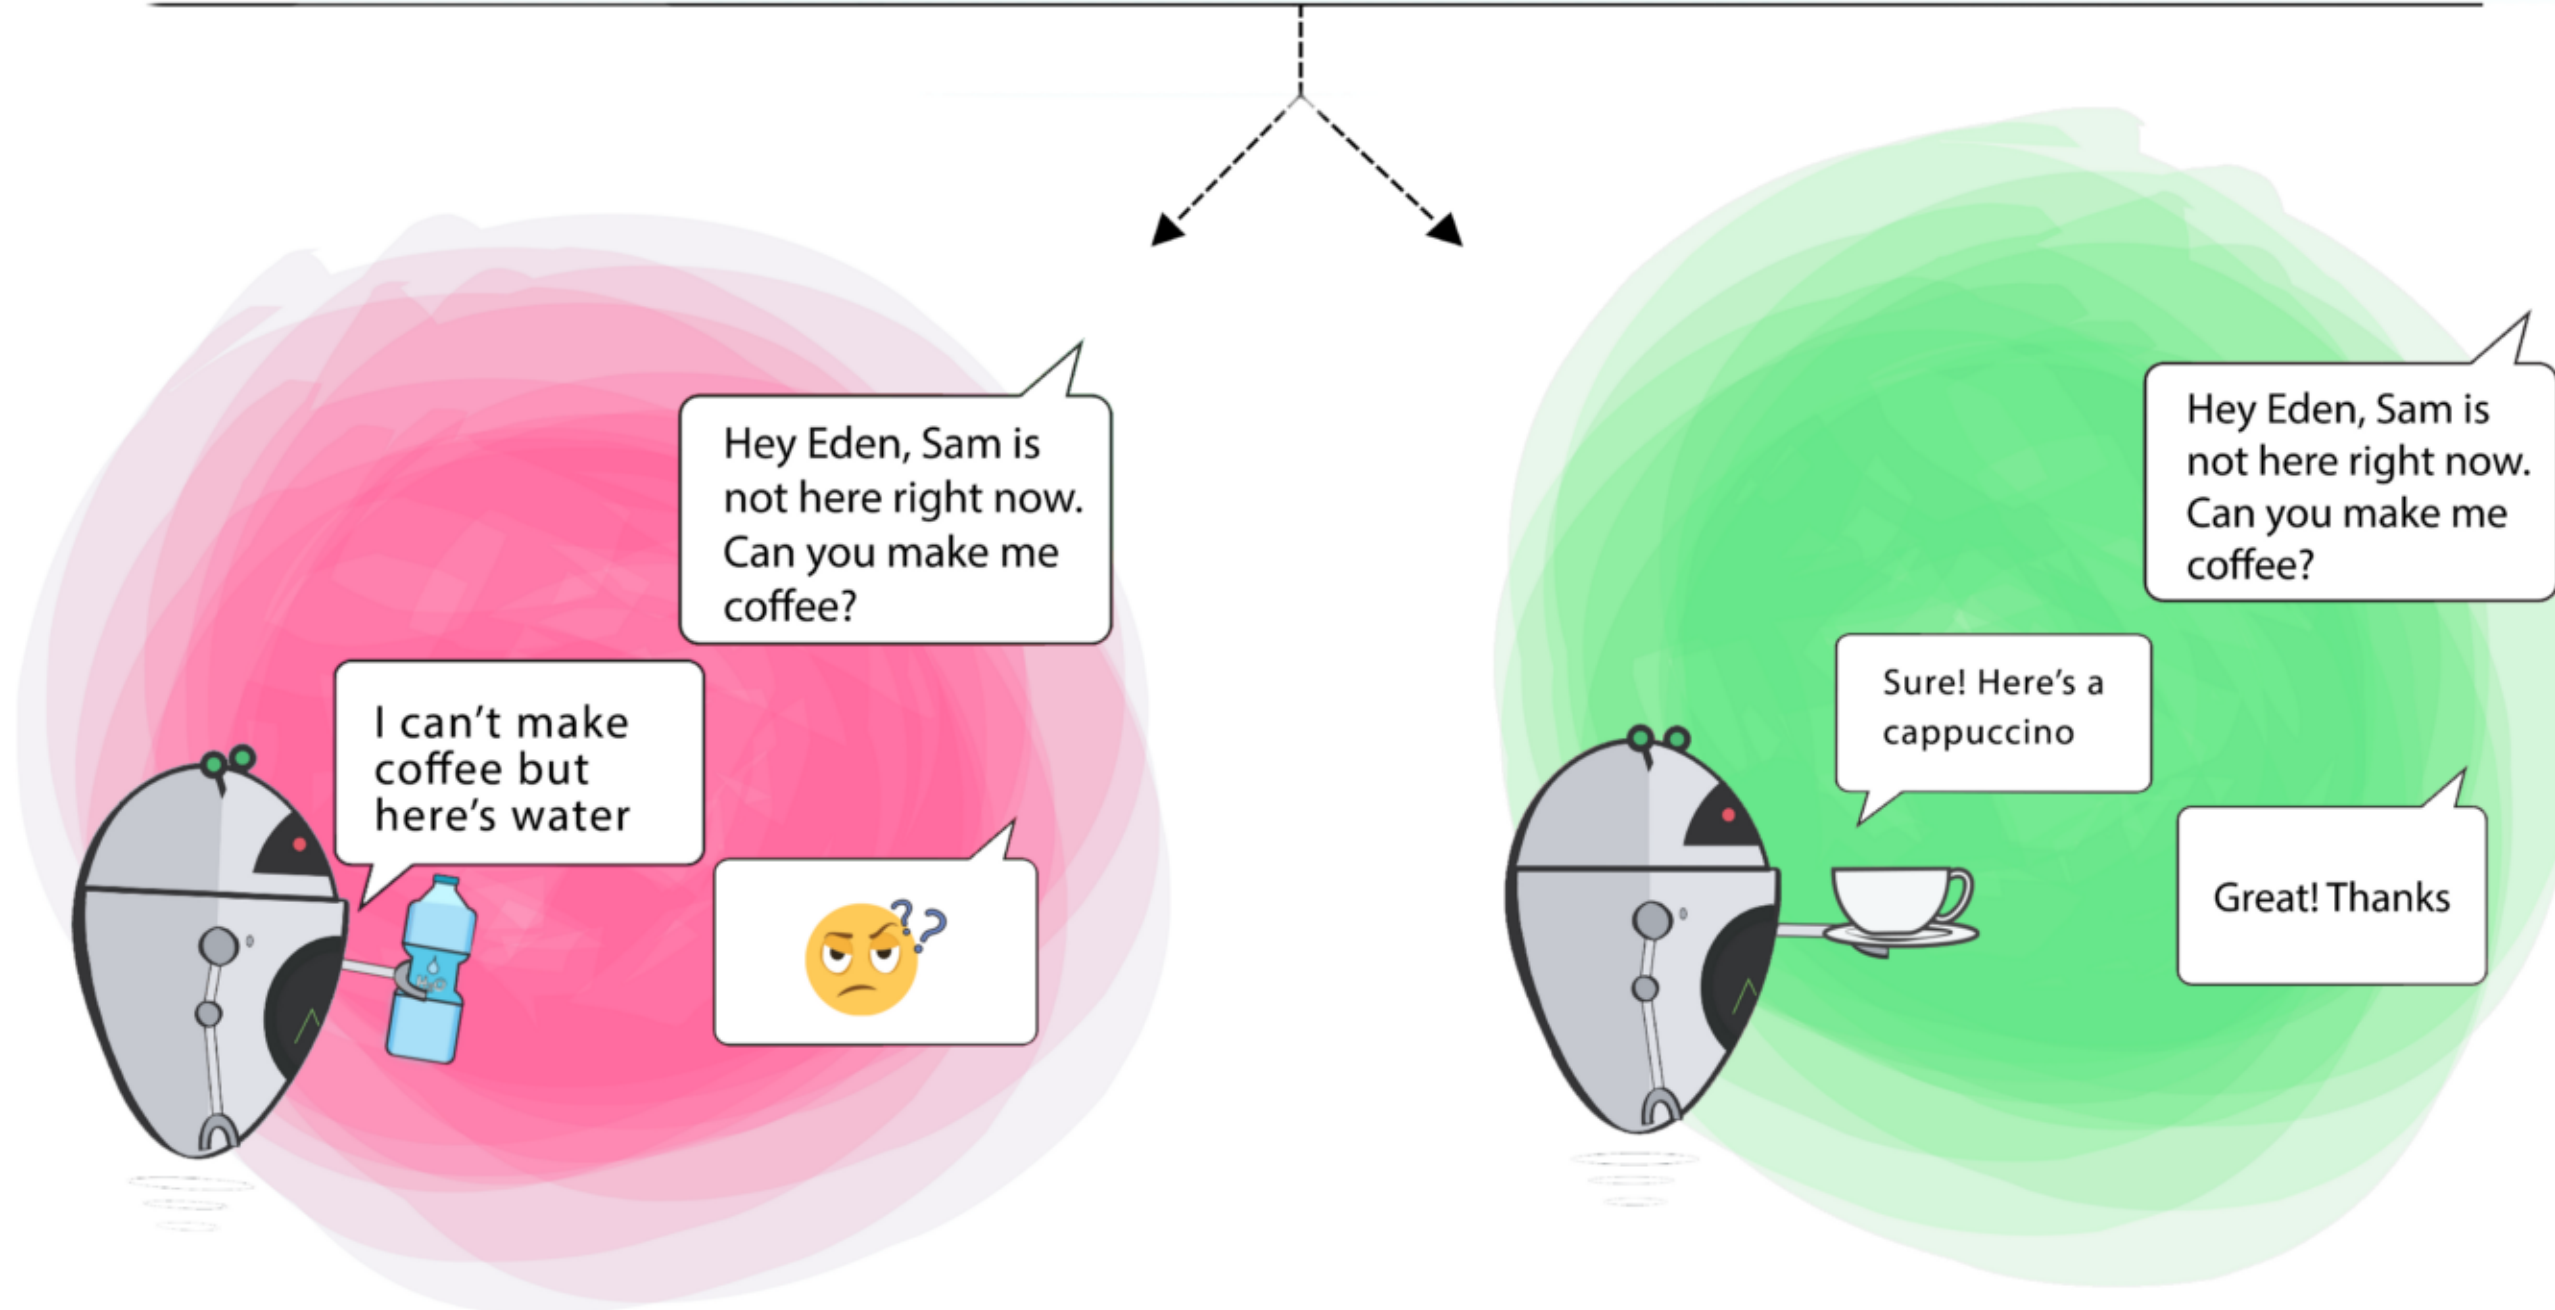 Hey Eden, Sam is
not here right now.
Can you make me
coffee?
I can’t make
coffee but
here’s water
H₂O
??
Hey Eden, Sam is
not here right now.
Can you make me
coffee?
Sure! Here’s a
cappuccino
Great! Thanks